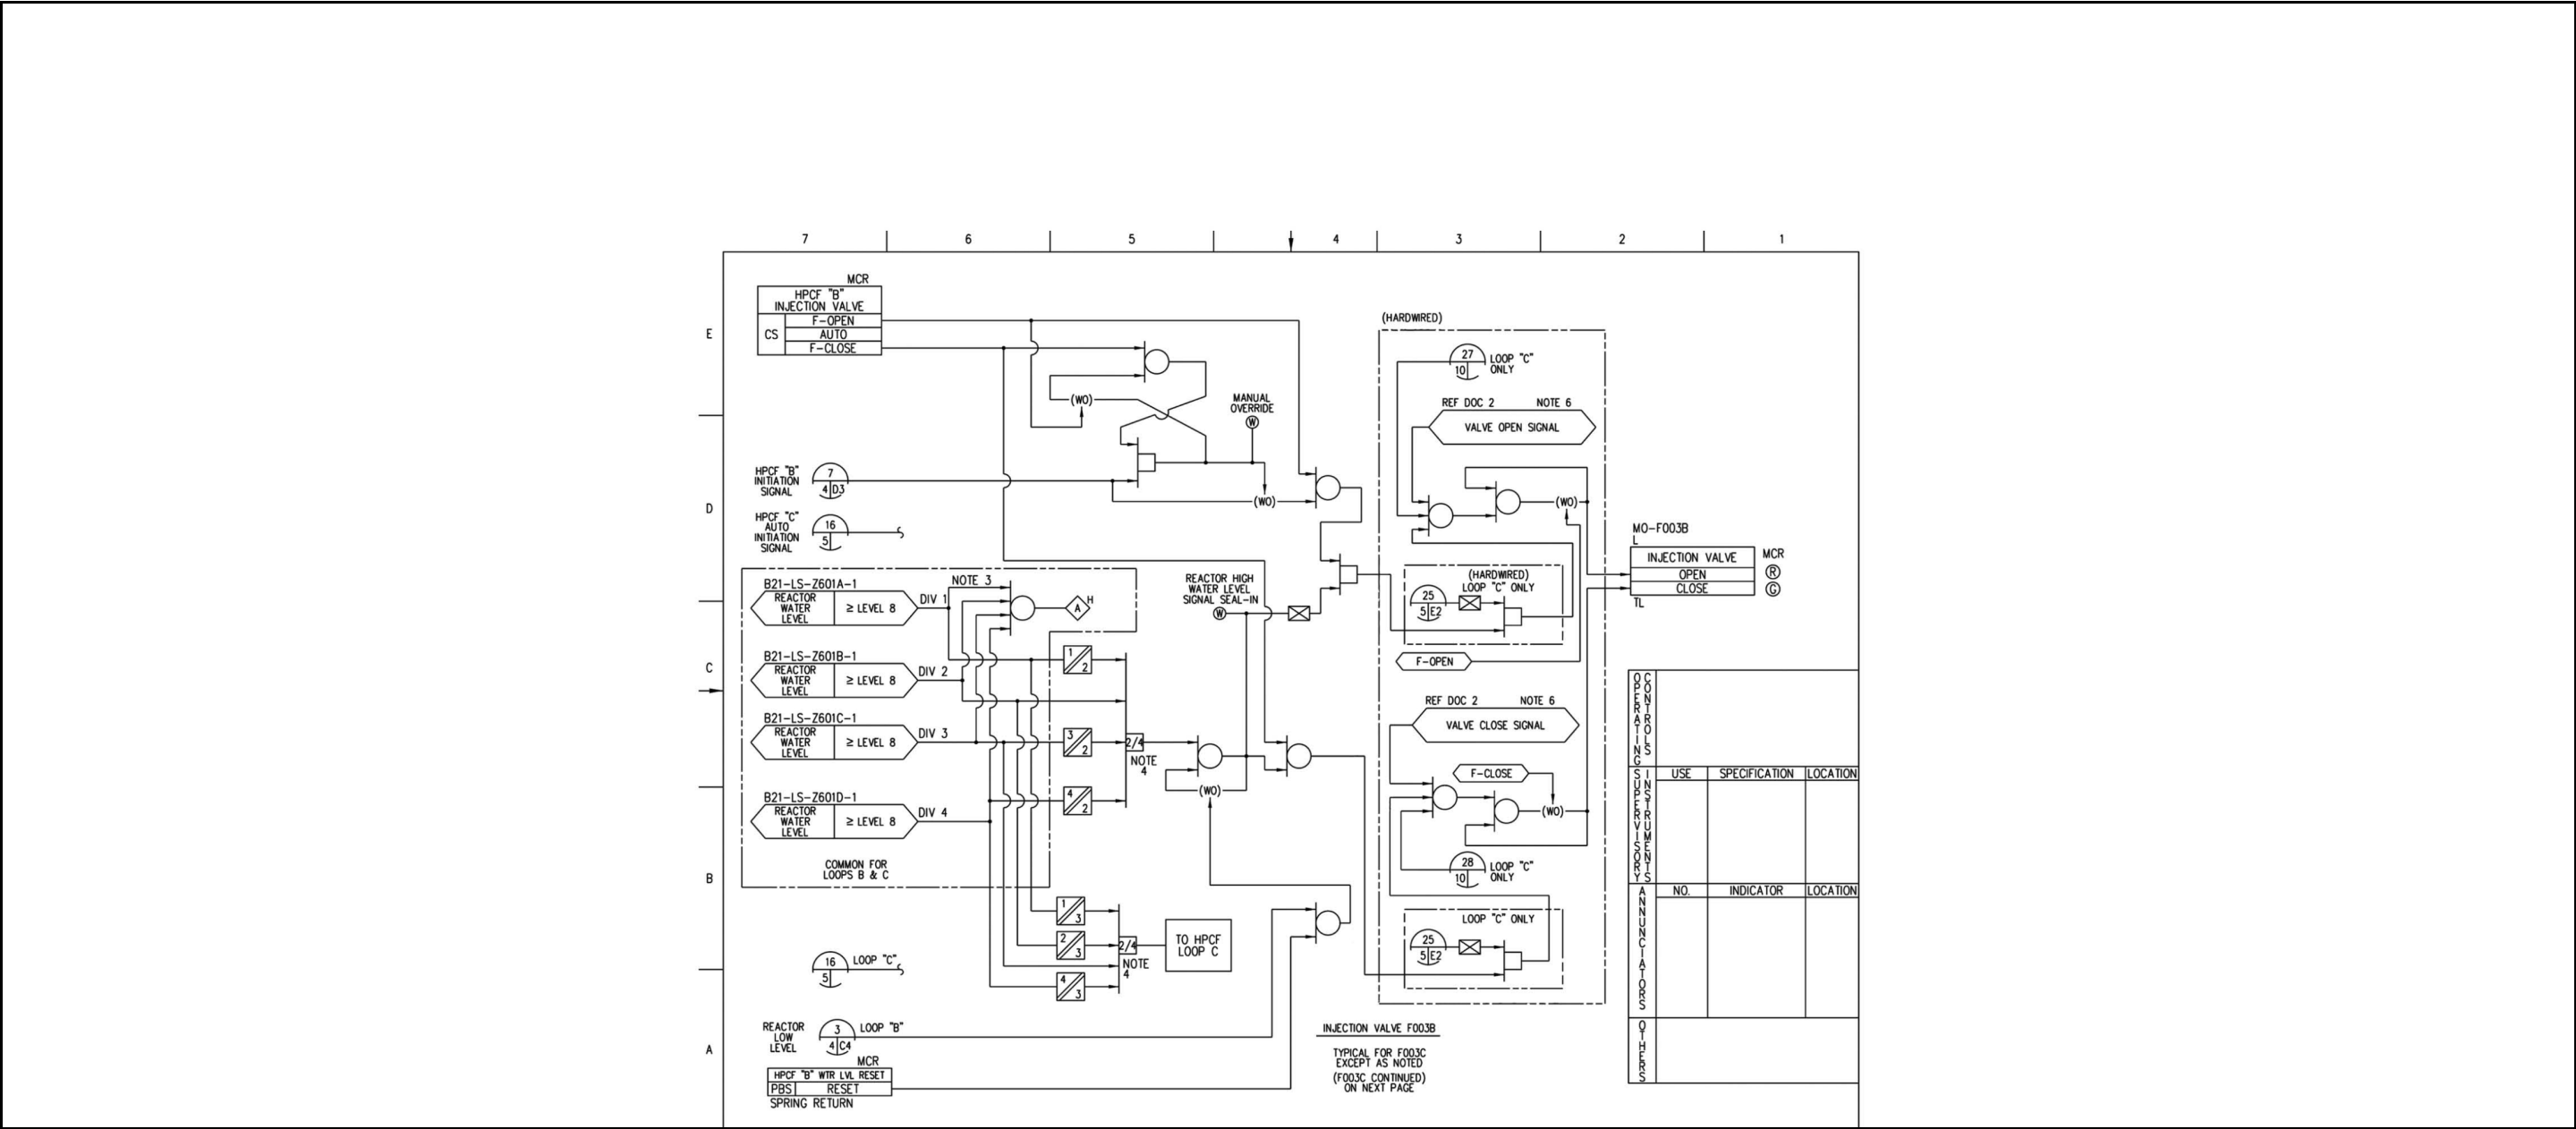 7 6 5 4 3 2 1
E
D
C
B
A
MCR
HPCF "B"
INJECTION VALVE
CS
F-OPEN
AUTO
F-CLOSE
(WO)
MANUAL
OVERRIDE
W
HPCF "B"
INITIATION
SIGNAL
7
4 D3
(WO)
HPCF "C"
AUTO
INITIATION
SIGNAL
16
5
B21-LS-Z601A-1
REACTOR
WATER
LEVEL
≥ LEVEL 8
DIV 1
NOTE 3
A
H
B21-LS-Z601B-1
REACTOR
WATER
LEVEL
≥ LEVEL 8
DIV 2
B21-LS-Z601C-1
REACTOR
WATER
LEVEL
≥ LEVEL 8
DIV 3
B21-LS-Z601D-1
REACTOR
WATER
LEVEL
≥ LEVEL 8
DIV 4
COMMON FOR
LOOPS B & C
1
2
3
2
4
2
2/4
NOTE
4
REACTOR HIGH
WATER LEVEL
SIGNAL SEAL-IN
W
(WO)
1
3
2
3
4
3
2/4
NOTE
4
TO HPCF
LOOP C
16
5
LOOP "C"
REACTOR
LOW
LEVEL
3
4 C4
LOOP "B"
MCR
HPCF "B" WTR LVL RESET
PBS RESET
SPRING RETURN
(HARDWIRED)
27
10
LOOP "C"
ONLY
REF DOC 2 NOTE 6
VALVE OPEN SIGNAL
(WO)
(HARDWIRED)
LOOP "C" ONLY
25
5 E2
F-OPEN
REF DOC 2 NOTE 6
VALVE CLOSE SIGNAL
F-CLOSE
(WO)
28
10
LOOP "C"
ONLY
LOOP "C" ONLY
25
5 E2
INJECTION VALVE F003B
TYPICAL FOR F003C
EXCEPT AS NOTED
(F003C CONTINUED)
ON NEXT PAGE
MO-F003B
L
INJECTION VALVE
OPEN
CLOSE
TL
MCR
R
G
OPERATING
CONTROLS
SUPERVISORY
INSTRUMENTS
USE SPECIFICATION LOCATION
ANNUNCIATORS
NO. INDICATOR LOCATION
OTHERS